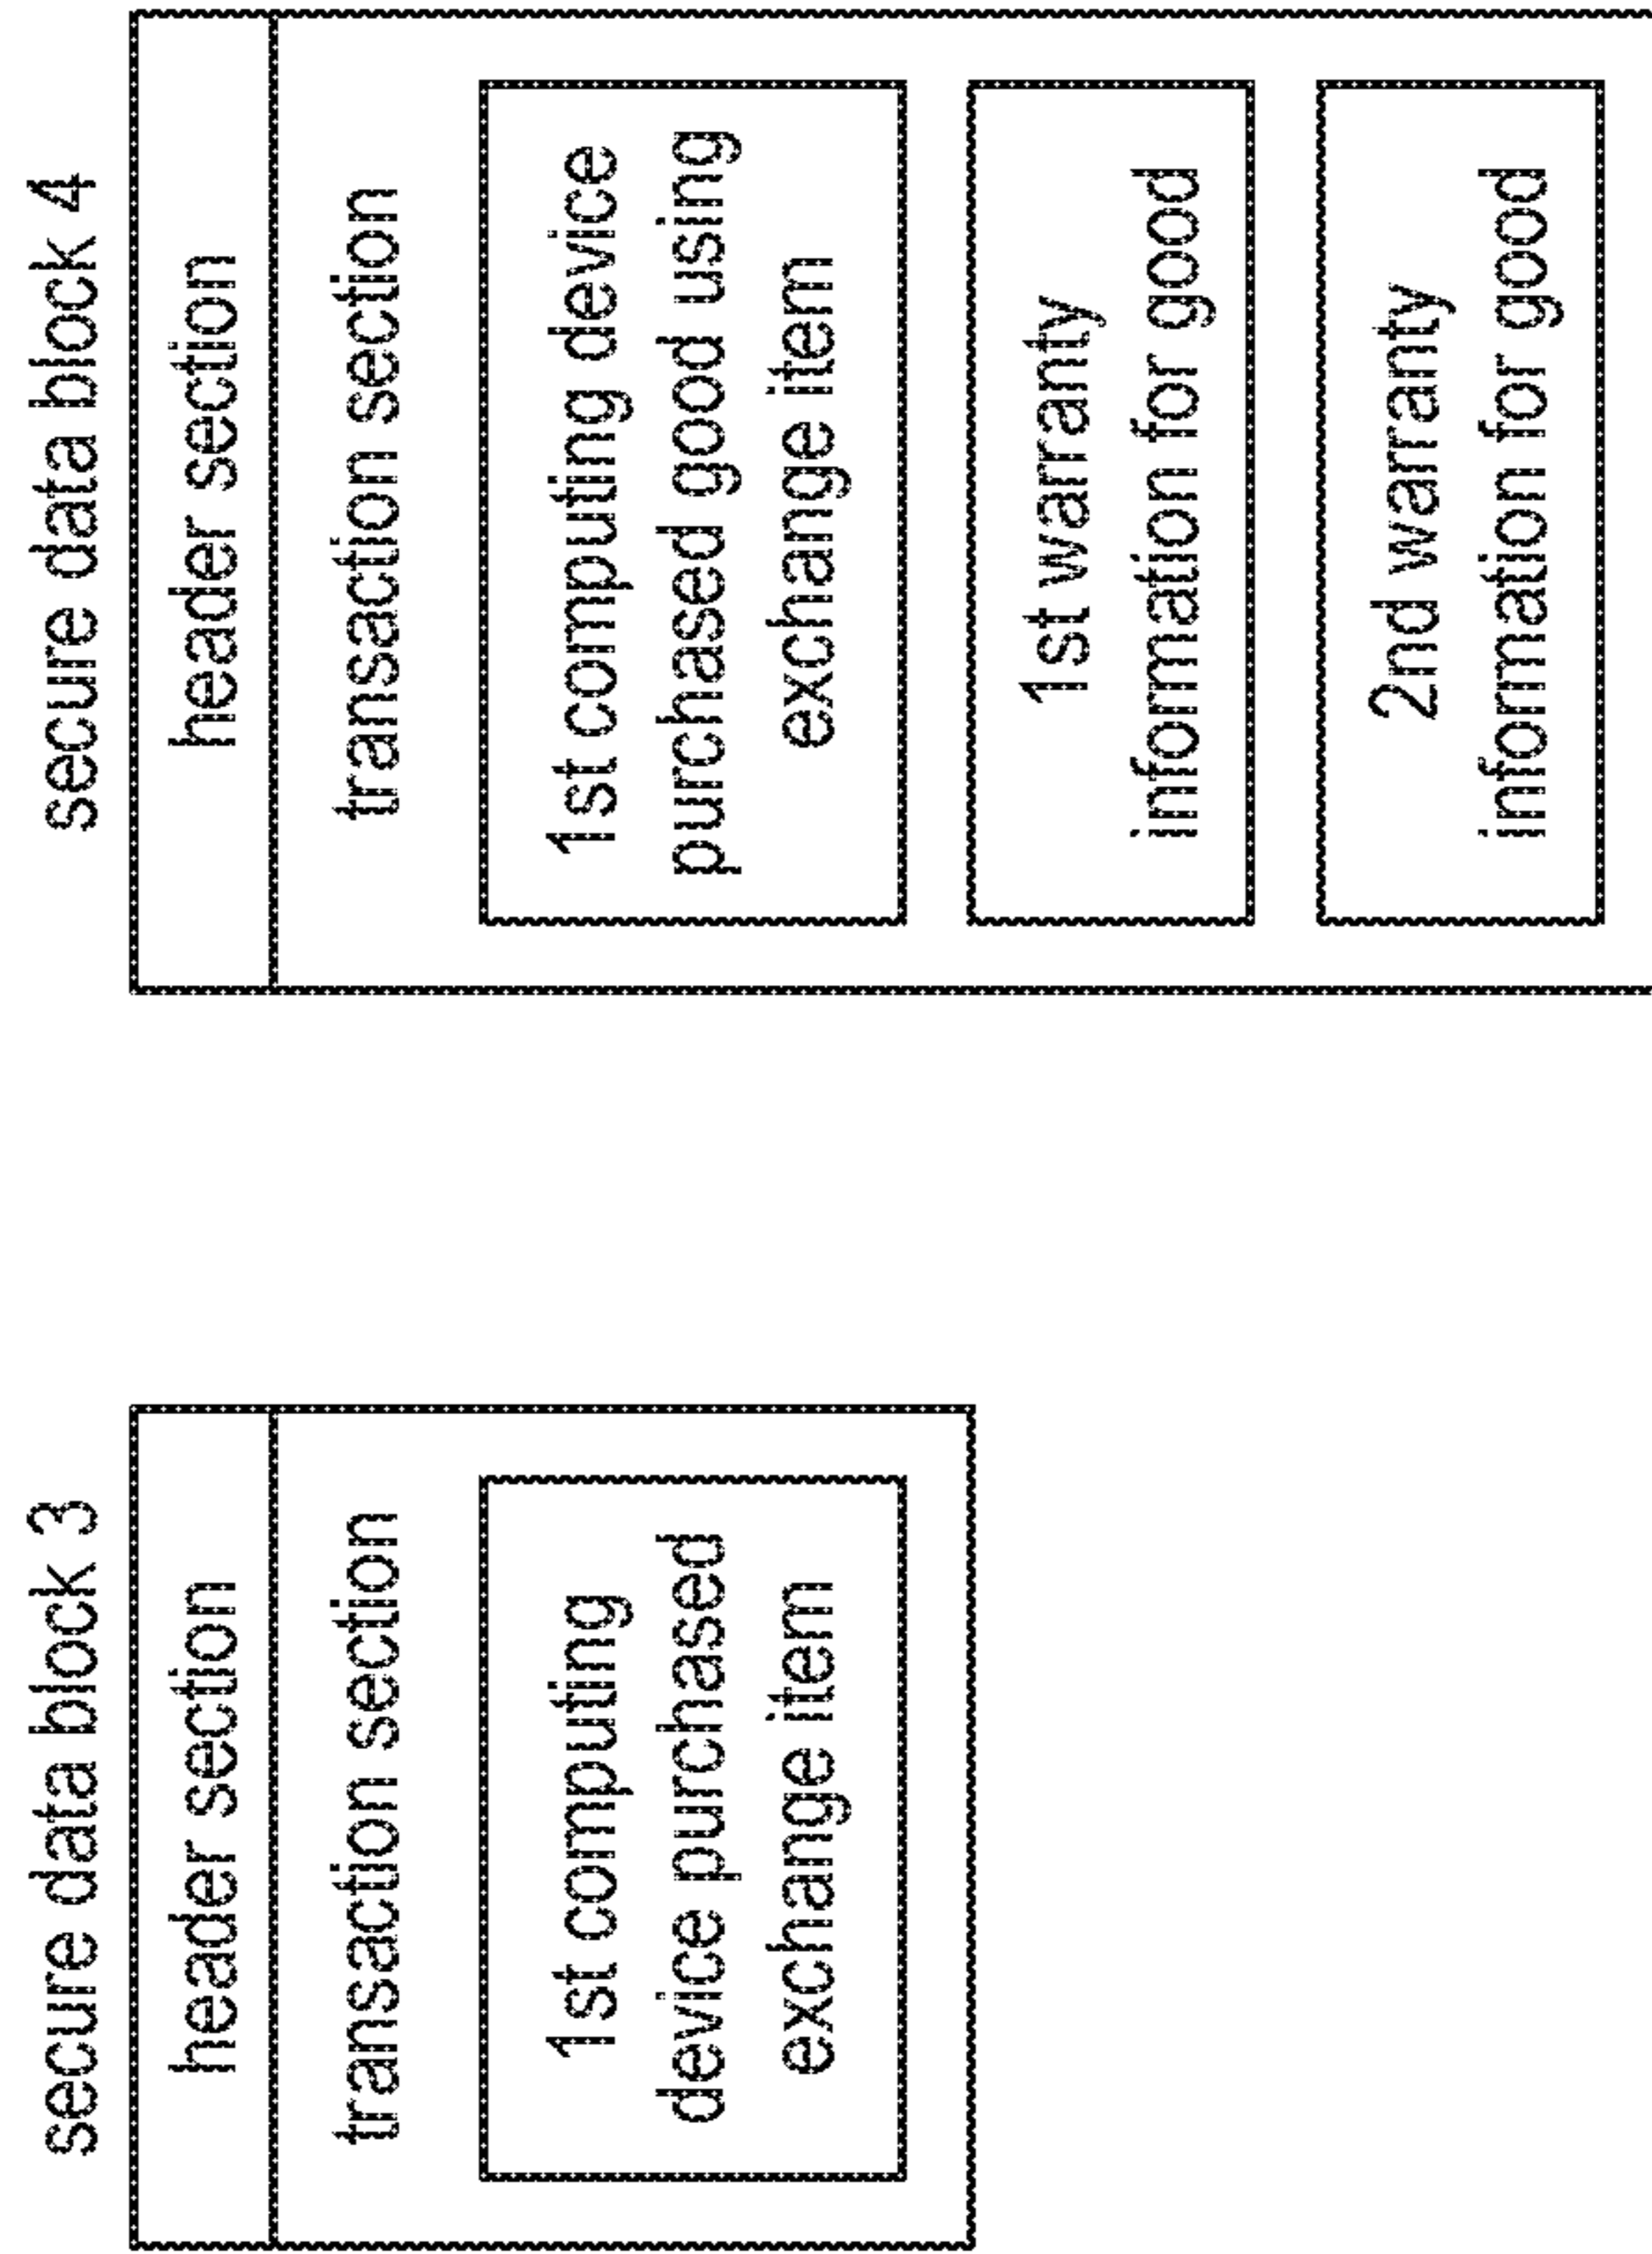 secure data block 3
header section
transaction section
1st computing
device purchased
exchange item
secure data block 4
header section
transaction section
1st computing device
purchased good using
exchange item
1st warranty
information for good
2nd warranty
information for good